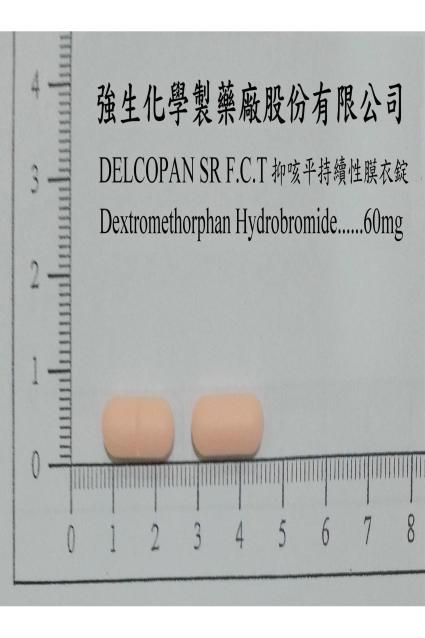 強生化學製藥廠股份有限公司
DELCOPAN SR F.C.T 抑咳平持續性膜衣錠
Dextromethorphan Hydrobromide......60mg
4
3
2
1
0
0 1 2 3 4 5 6 7 8